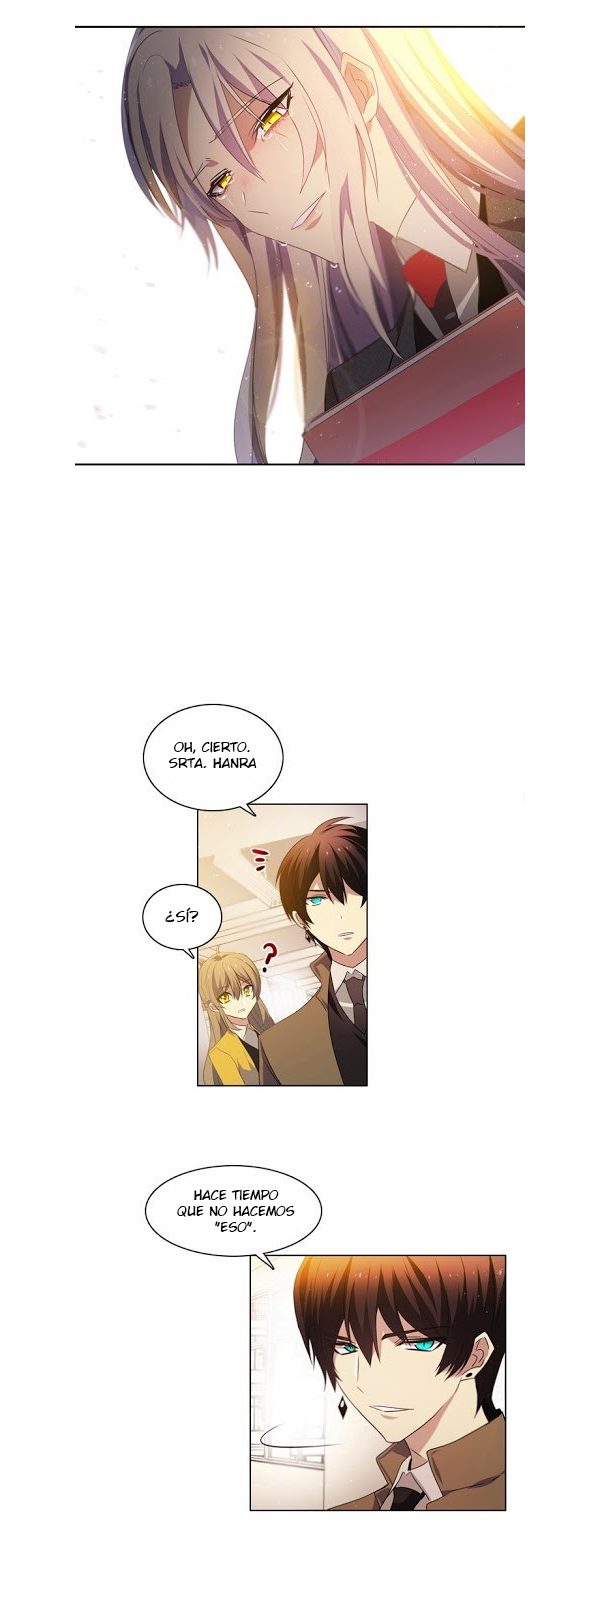 OH, CIERTO.
SRTA. HANRA
¿SÍ?
?
HACE TIEMPO
QUE NO HACEMOS
"ESO".